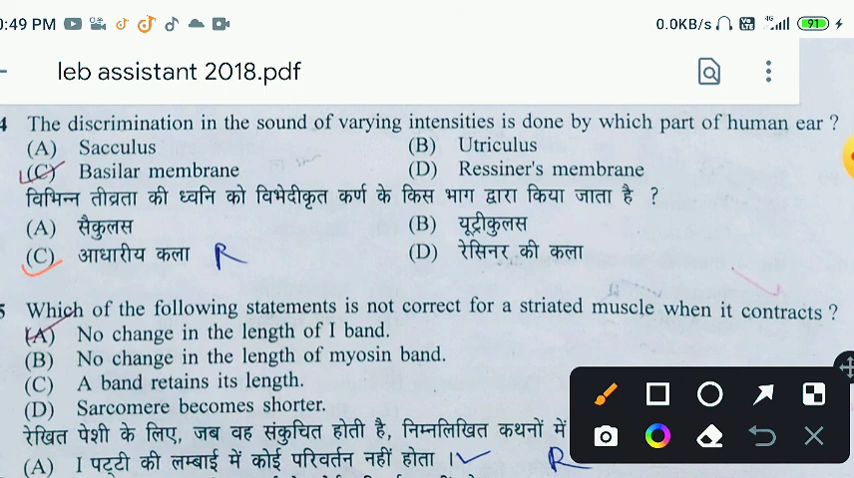 0:49 PM 0.0KB/s 4G 91
leb assistant 2018.pdf
4 The discrimination in the sound of varying intensities is done by which part of human ear ?
(A) Sacculus (B) Utriculus
(C) Basilar membrane (D) Ressiner's membrane
विभिन्न तीव्रता की ध्वनि को विभेदीकृत कर्ण के किस भाग द्वारा किया जाता है ?
(A) सैकुलस (B) यूट्रीकुलस
(C) आधारीय कला R (D) रेसिनर की कला
5 Which of the following statements is not correct for a striated muscle when it contracts ?
(A) No change in the length of I band.
(B) No change in the length of myosin band.
(C) A band retains its length.
(D) Sarcomere becomes shorter.
रेखित पेशी के लिए, जब वह संकुचित होती है, निम्नलिखित कथनों में
(A) I पट्टी की लम्बाई में कोई परिवर्तन नहीं होता । R